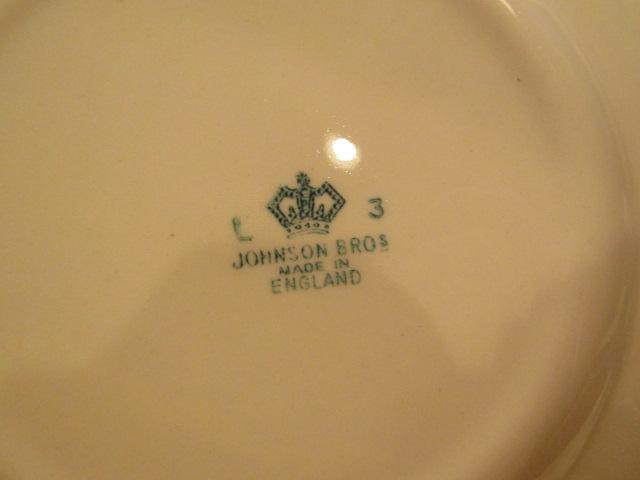 L 3
JOHNSON BROS
MADE IN
ENGLAND